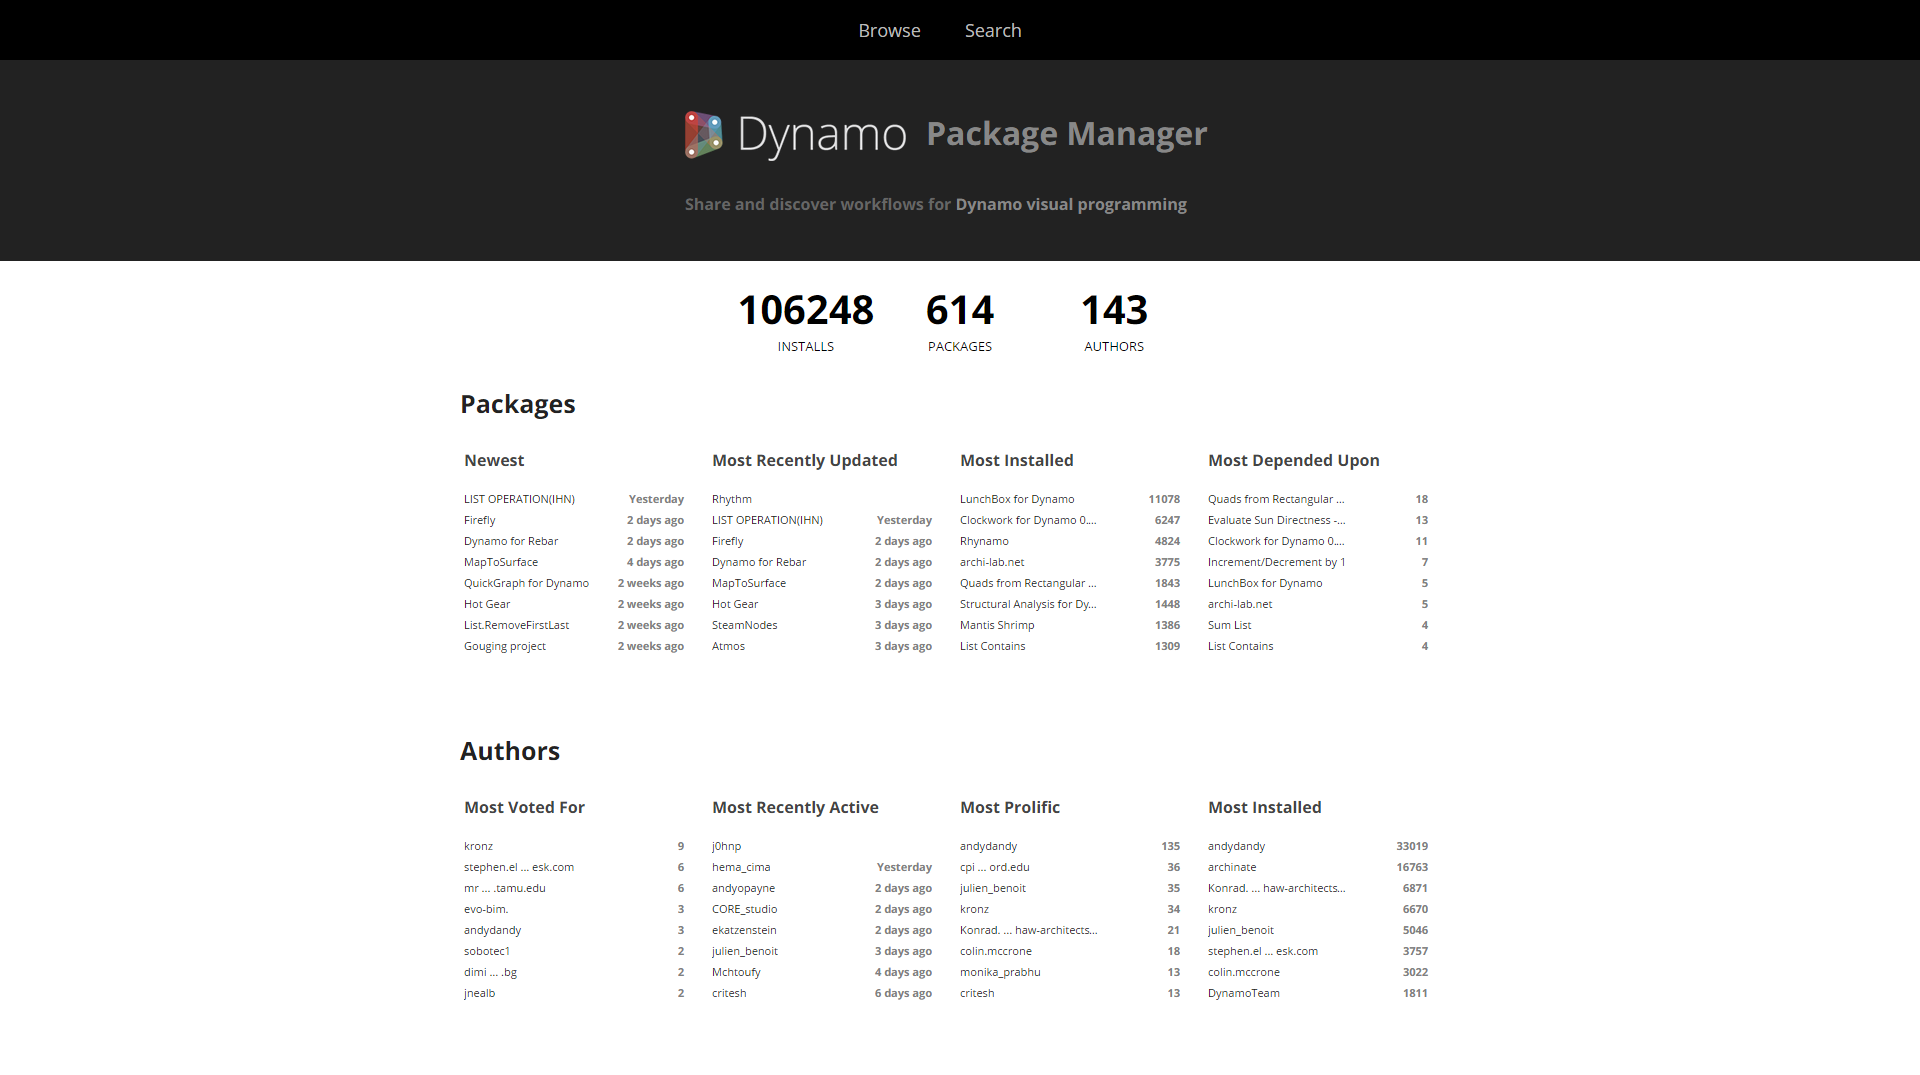 Browse Search
Dynamo Package Manager
Share and discover workflows for Dynamo visual programming
106248 614 143
INSTALLS PACKAGES AUTHORS
Packages
Newest Most Recently Updated Most Installed Most Depended Upon
LIST OPERATION(IHN) Yesterday Rhythm LunchBox for Dynamo 11078 Quads from Rectangular ... 18
Firefly 2 days ago LIST OPERATION(IHN) Yesterday Clockwork for Dynamo 0.... 6247 Evaluate Sun Directness -... 13
Dynamo for Rebar 2 days ago Firefly 2 days ago Rhynamo 4824 Clockwork for Dynamo 0.... 11
MapToSurface 4 days ago Dynamo for Rebar 2 days ago archi-lab.net 3775 Increment/Decrement by 1 7
QuickGraph for Dynamo 2 weeks ago MapToSurface 2 days ago Quads from Rectangular ... 1843 LunchBox for Dynamo 5
Hot Gear 2 weeks ago Hot Gear 3 days ago Structural Analysis for Dy... 1448 archi-lab.net 5
List.RemoveFirstLast 2 weeks ago SteamNodes 3 days ago Mantis Shrimp 1386 Sum List 4
Gouging project 2 weeks ago Atmos 3 days ago List Contains 1309 List Contains 4
Authors
Most Voted For Most Recently Active Most Prolific Most Installed
kronz 9 j0hnp andydandy 135 andydandy 33019
stephen.el ... esk.com 6 hema_cima Yesterday cpi ... ord.edu 36 archinate 16763
mr ... .tamu.edu 6 andyopayne 2 days ago julien_benoit 35 Konrad. ... haw-architects... 6871
evo-bim. 3 CORE_studio 2 days ago kronz 34 kronz 6670
andydandy 3 ekatzenstein 2 days ago Konrad. ... haw-architects... 21 julien_benoit 5046
sobotec1 2 julien_benoit 3 days ago colin.mccrone 18 stephen.el ... esk.com 3757
dimi ... .bg 2 Mchtoufy 4 days ago monika_prabhu 13 colin.mccrone 3022
jnealb 2 critesh 6 days ago critesh 13 DynamoTeam 1811